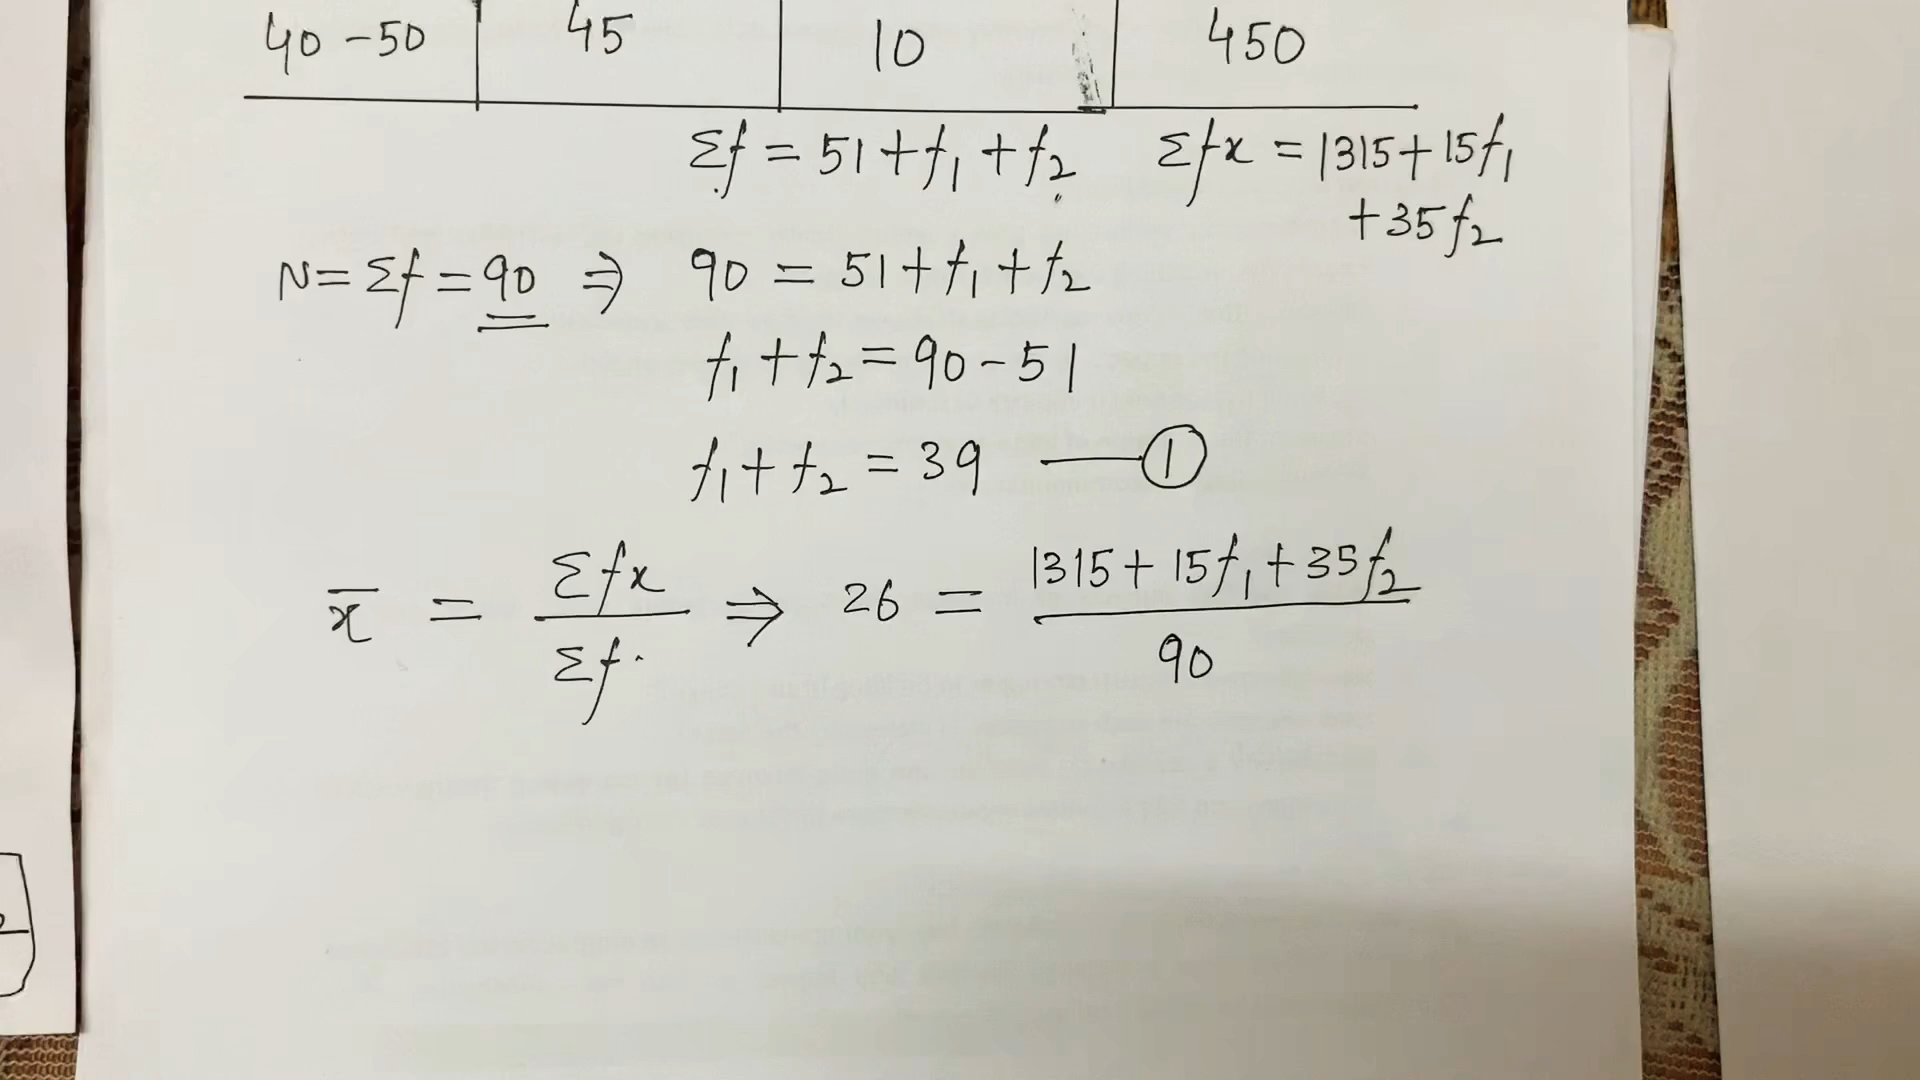 40-50 45 10 450
Σf = 51+f₁+f₂ Σfx = 1315+15f₁
+35f₂
N=Σf=90 ⇒ 90 = 51+f₁+f₂
f₁+f₂=90-51
f₁+f₂=39 —①
x̄ = Σfx/Σf ⇒ 26 = (1315+15f₁+35f₂)/90